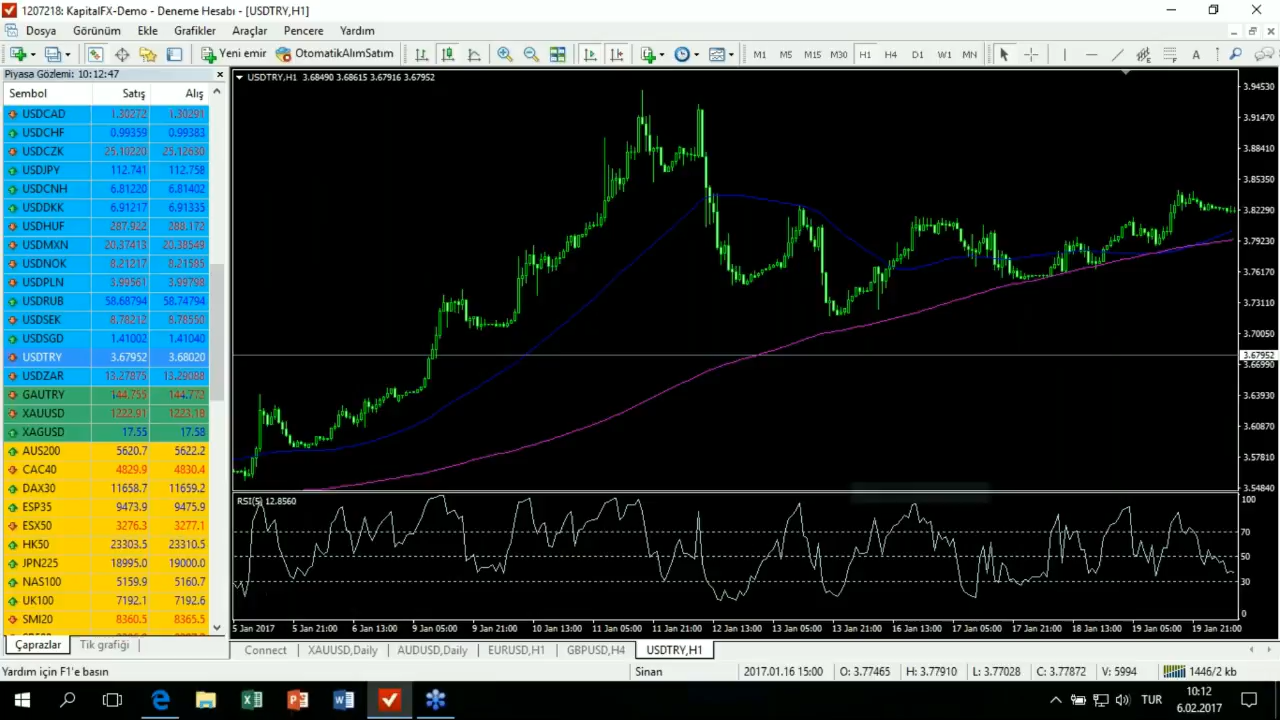 1207218: KapitalFX-Demo - Deneme Hesabı - [USDTRY,H1]
Dosya Görünüm Ekle Grafikler Araçlar Pencere Yardım
Yeni emir OtomatikAlımSatım M1 M5 M15 M30 H1 H4 D1 W1 MN A
Piyasa Gözlemi: 10:12:47
Sembol Satış Alış
USDCAD 1.30272 1.30291
USDCHF 0.99359 0.99383
USDCZK 25.10220 25.12630
USDJPY 112.741 112.758
USDCNH 6.81220 6.81402
USDDKK 6.91217 6.91335
USDHUF 287.922 288.172
USDMXN 20.37413 20.38549
USDNOK 8.21217 8.21595
USDPLN 3.99561 3.99798
USDRUB 58.68794 58.74794
USDSEK 8.78212 8.78550
USDSGD 1.41002 1.41040
USDTRY 3.67952 3.68020
USDZAR 13.27875 13.29088
GAUTRY 144.755 144.772
XAUUSD 1222.91 1223.18
XAGUSD 17.55 17.58
AUS200 5620.7 5622.2
CAC40 4829.9 4830.4
DAX30 11658.7 11659.2
ESP35 9473.9 9475.9
ESX50 3276.3 3277.1
HK50 23303.5 23310.5
JPN225 18995.0 19000.0
NAS100 5159.9 5160.7
UK100 7192.1 7192.6
SMI20 8360.5 8365.5
Çaprazlar Tik grafiği
USDTRY,H1 3.68490 3.68615 3.67916 3.67952
3.94530
3.91470
3.88410
3.85350
3.82290
3.79230
3.76170
3.73110
3.70050
3.67952
3.66990
3.63930
3.60870
3.57810
3.54840
RSI(5) 12.8560
100
70
50
30
0
5 Jan 2017 5 Jan 21:00 6 Jan 13:00 9 Jan 05:00 9 Jan 21:00 10 Jan 13:00 11 Jan 05:00 11 Jan 21:00 12 Jan 13:00 13 Jan 05:00 13 Jan 21:00 16 Jan 13:00 17 Jan 05:00 17 Jan 21:00 18 Jan 13:00 19 Jan 05:00 19 Jan 21:00
Connect XAUUSD,Daily AUDUSD,Daily EURUSD,H1 GBPUSD,H4 USDTRY,H1
Yardım için F1'e basın Sinan 2017.01.16 15:00 O: 3.77465 H: 3.77910 L: 3.77028 C: 3.77872 V: 5994 1446/2 kb
TUR 10:12
6.02.2017